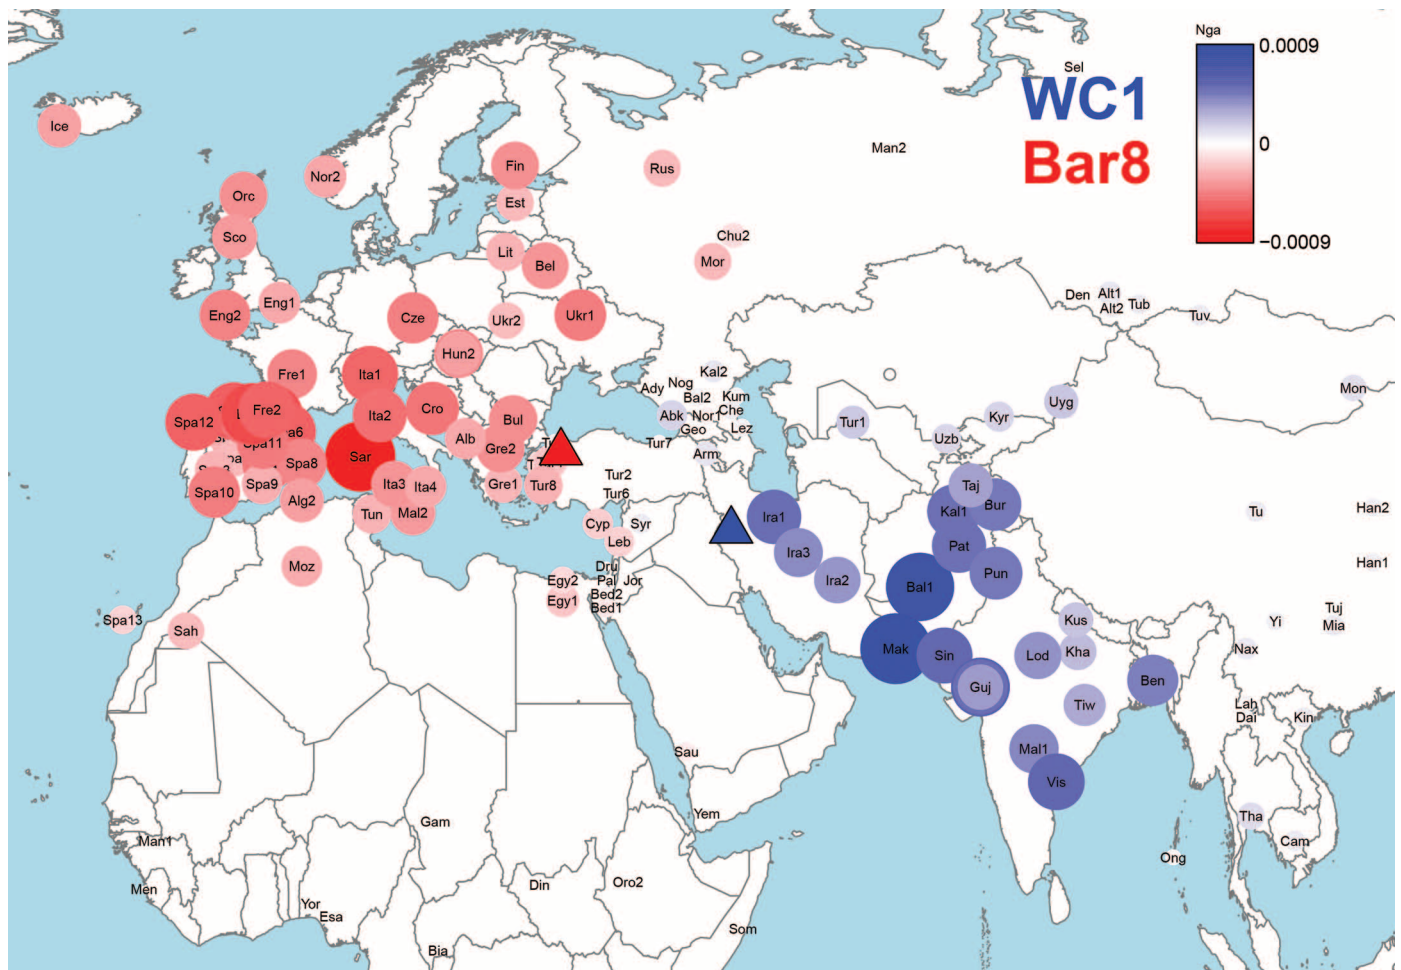 Nga
0.0009
Sel
WC1
Ice
0
Man2
Bar8
Fin
Rus
Nor2
Orc
Est
Sco
Chu2
−0.0009
Lit
Mor
Bel
Eng1
Den
Alt1
Tub
Alt2
Eng2
Cze
Ukr2
Ukr1
Tuv
Hun2
Fre1
Ita1
Kal2
Nog
Ady
Mon
Bal2
Kum
Uyg
Fre2
Ita2
Cro
Che
Abk
Nor1
Kyr
Spa12
Bul
Geo
Lez
Tur1
Alb
Uzb
Spa11
Gre2
Tur7
Arm
Sar
Spa8
Tur2
Taj
Spa9
Ita3
Ita4
Gre1
Tur8
Spa10
Tur6
Alg2
Bur
Han2
Tun
Mal2
Kal1
Tu
Cyp
Syr
Ira1
Leb
Pat
Ira3
Moz
Dru
Han1
Pun
Egy2
Pal
Jor
Ira2
Bal1
Bed2
Egy1
Bed1
Tuj
Spa13
Kus
Yi
Mia
Sah
Mak
Sin
Lod
Kha
Nax
Ben
Guj
Tiw
Lah
Dai
Kin
Sau
Mal1
Vis
Yem
Tha
Gam
Man1
Cam
Ong
Men
Din
Oro2
Yor
Esa
Som
Bia